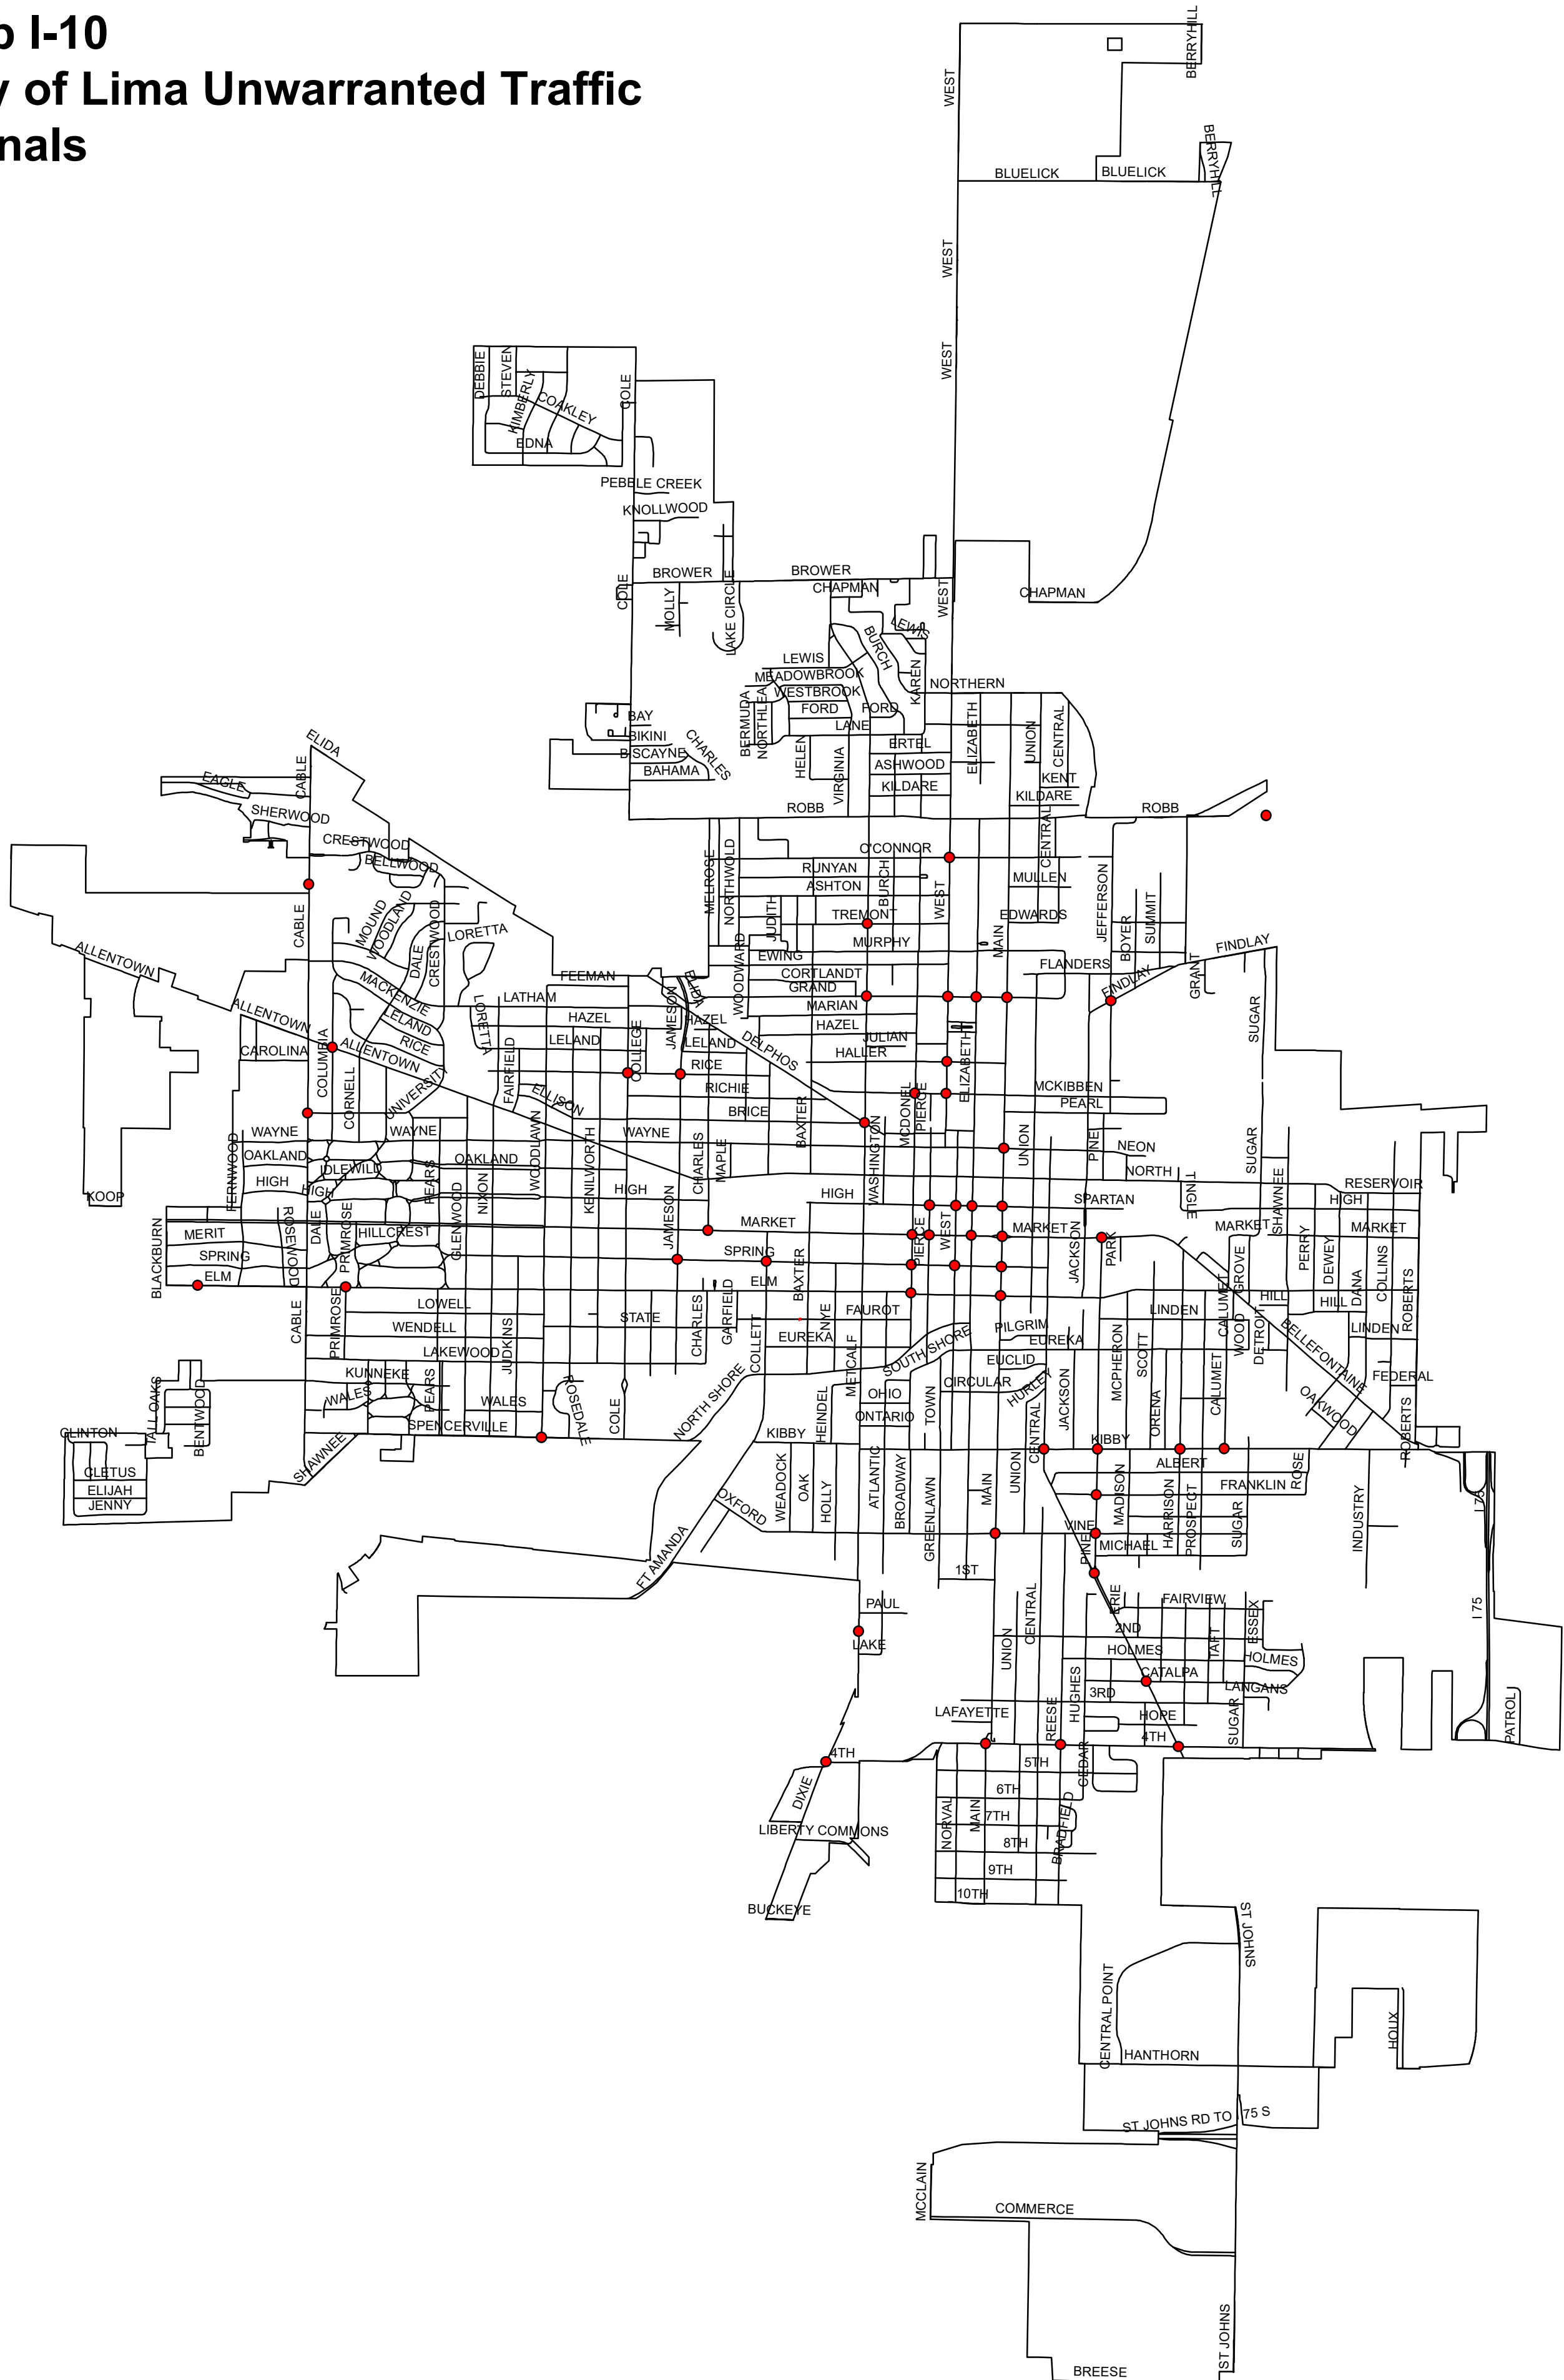 p I-10
y of Lima Unwarranted Traffic
nals
BERRYHILL
WEST
BERRYHILL
BLUELICK
BLUELICK
WEST
WEST
DEBBIE
STEVEN
KIMBERLY
COAKLEY
COLE
EDNA
PEBBLE CREEK
KNOLLWOOD
BROWER
BROWER
COLE
MOLLY
LAKE CIRCLE
CHAPMAN
WEST
CHAPMAN
LEWIS
BURCH
LEWIS
MEADOWBROOK
KAREN
NORTHERN
WESTBROOK
BERMUDA
NORTHLEA
FORD
FORD
BAY
LANE
ELIZABETH
UNION
CENTRAL
BIKINI
BISCAYNE
CHARLES
BAHAMA
HELEN
VIRGINIA
ERTEL
ASHWOOD
KILDARE
KENT
KILDARE
ELIDA
CABLE
EAGLE
SHERWOOD
ROBB
ROBB
CRESTWOOD
BELLWOOD
O'CONNOR
CENTRAL
MELROSE
NORTHWOLD
RUNYAN
ASHTON
BURCH
WEST
MULLEN
JEFFERSON
BOYER
SUMMIT
CABLE
MOUND
WOODLAND
DALE
CRESTWOOD
LORETTA
JUDITH
TREMONT
EDWARDS
MAIN
MURPHY
FINDLAY
ALLENTOWN
EWING
WOODWARD
CORTLANDT
FLANDERS
FINDLAY
GRANT
FEEMAN
ELIDA
GRAND
MACKENZIE
LATHAM
MARIAN
ALLENTOWN
LELAND
LORETTA
HAZEL
JAMESON
HAZEL
HAZEL
SUGAR
CAROLINA
COLUMBIA
ALLENTOWN
RICE
LELAND
COLLEGE
LELAND
DELPHOS
JULIAN
HALLER
ELIZABETH
CORNELL
UNIVERSITY
FAIRFIELD
ELLISON
RICE
RICHIE
MCDONEL
PIERCE
MCKIBBEN
PEARL
BRICE
BAXTER
WASHINGTON
FERNWOOD
WAYNE
WAYNE
WAYNE
WOODLAWN
KENILWORTH
CHARLES
MAPLE
UNION
PINE
NEON
SUGAR
OAKLAND
OAKLAND
IDLEWILD
PEARS
NIXON
NORTH
TINGLE
SHAWNEE
RESERVOIR
KOOP
HIGH
HIGH
HIGH
HIGH
SPARTAN
HIGH
BLACKBURN
ROSEWOOD
DALE
PRIMROSE
HILLCREST
GLENWOOD
JAMESON
MARKET
PIERCE
WEST
MARKET
JACKSON
PARK
MARKET
MARKET
MERIT
SPRING
SPRING
PERRY
DEWEY
DANA
COLLINS
ROBERTS
ELM
ELM
BAXTER
GROVE
CALUMET
CABLE
PRIMROSE
LOWELL
STATE
CHARLES
GARFIELD
COLLETT
NYE
FAUROT
LINDEN
WOOD
DETROIT
HILL
HILL
WENDELL
JUDKINS
EUREKA
METCALF
SOUTH SHORE
PILGRIM
EUREKA
LINDEN
LAKEWOOD
EUCLID
MCPHERON
SCOTT
BELLEFONTAINE
KUNNEKE
PEARS
NORTH SHORE
CIRCULAR
HURLEY
FEDERAL
TALL OAKS
BENTWOOD
WALES
WALES
ROSEDALE
COLE
HEINDEL
OHIO
TOWN
JACKSON
ORENA
CALUMET
OAKWOOD
CLINTON
SPENCERVILLE
ONTARIO
CENTRAL
ROBERTS
SHAWNEE
KIBBY
KIBBY
CLETUS
ALBERT
ROSE
ELIJAH
JENNY
OXFORD
WEADOCK
OAK
HOLLY
ATLANTIC
BROADWAY
GREENLAWN
MAIN
UNION
MADISON
HARRISON
PROSPECT
SUGAR
FRANKLIN
INDUSTRY
I 75
VINE
PINE
MICHAEL
FT AMANDA
1ST
PAUL
CENTRAL
ERIE
FAIRVIEW
ESSEX
I 75
LAKE
UNION
2ND
TAFT
HOLMES
HOLMES
CATALPA
LANGANS
HUGHES
3RD
LAFAYETTE
REESE
HOPE
SUGAR
PATROL
4TH
4TH
CEDAR
5TH
DIXIE
6TH
NORVAL
MAIN
7TH
BRADFIELD
LIBERTY COMMONS
8TH
9TH
10TH
BUCKEYE
ST JOHNS
CENTRAL POINT
HANTHORN
HOUX
ST JOHNS RD TO I 75 S
MCCLAIN
COMMERCE
ST JOHNS
BREESE